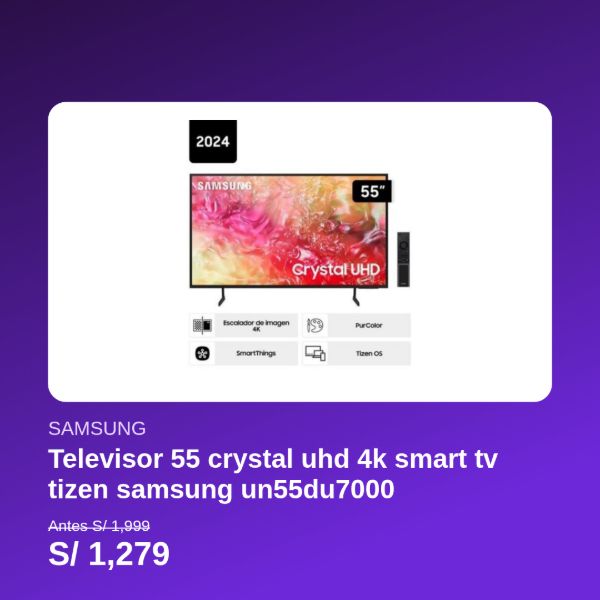 2024
SAMSUNG
55"
Crystal UHD
Escalador de imagen
4K
PurColor
SmartThings
Tizen OS
SAMSUNG
Televisor 55 crystal uhd 4k smart tv
tizen samsung un55du7000
Antes S/ 1,999
S/ 1,279